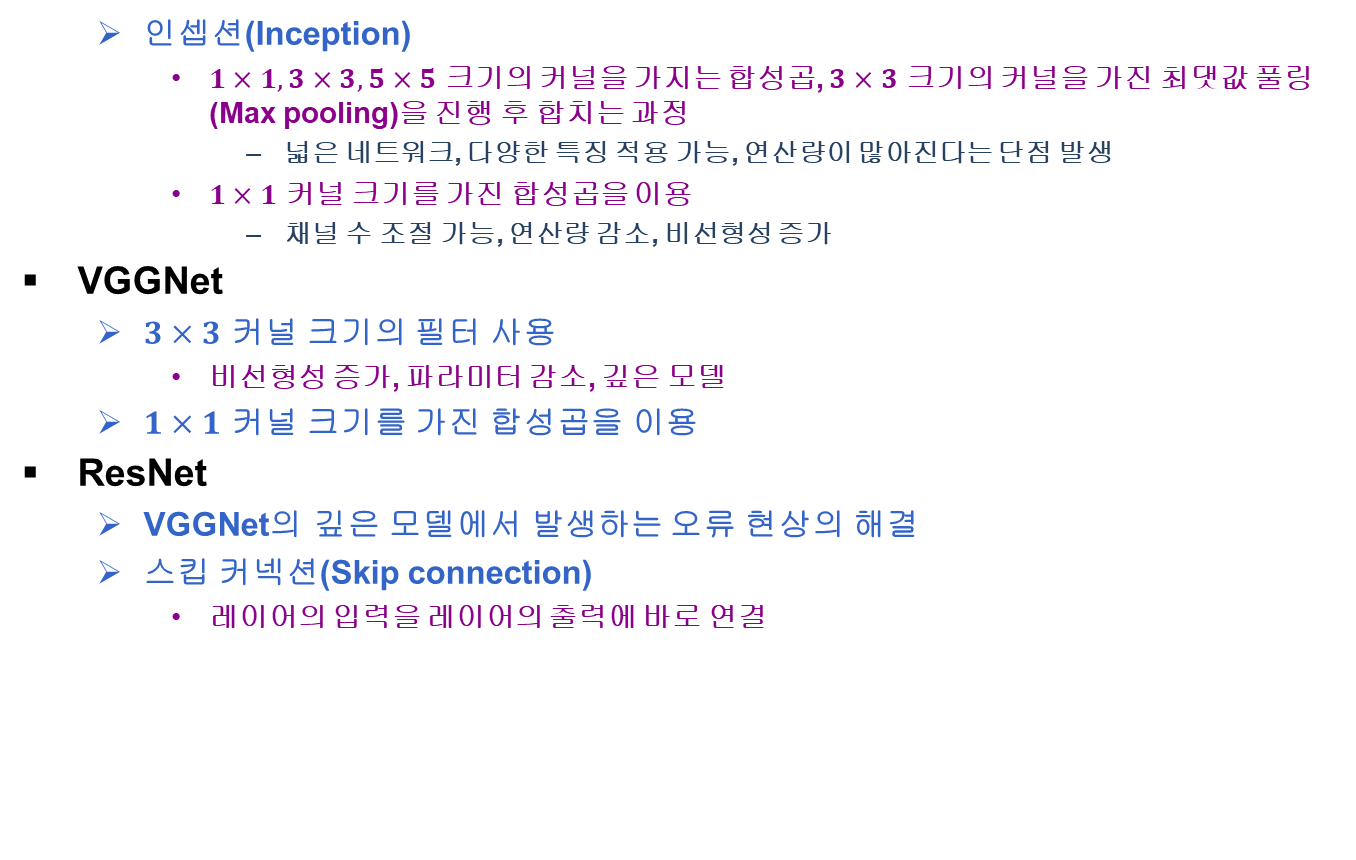 ➢ 인셉션(Inception)
• 1 × 1, 3 × 3, 5 × 5 크기의 커널을 가지는 합성곱, 3 × 3 크기의 커널을 가진 최댓값 풀링
(Max pooling)을 진행 후 합치는 과정
– 넓은 네트워크, 다양한 특징 적용 가능, 연산량이 많아진다는 단점 발생
• 1 × 1 커널 크기를 가진 합성곱을 이용
– 채널 수 조절 가능, 연산량 감소, 비선형성 증가
▪ VGGNet
➢ 3 × 3 커널 크기의 필터 사용
• 비선형성 증가, 파라미터 감소, 깊은 모델
➢ 1 × 1 커널 크기를 가진 합성곱을 이용
▪ ResNet
➢ VGGNet의 깊은 모델에서 발생하는 오류 현상의 해결
➢ 스킵 커넥션(Skip connection)
• 레이어의 입력을 레이어의 출력에 바로 연결